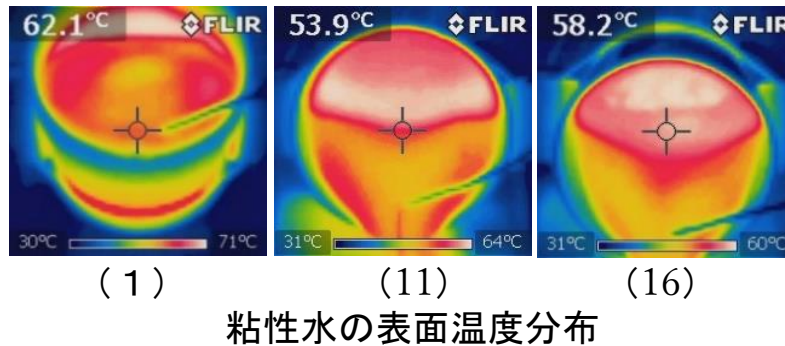 62.1°C FLIR 53.9°C FLIR 58.2°C FLIR
30°C 71°C 31°C 64°C 31°C 60°C
（１） （11） （16）
粘性水の表面温度分布